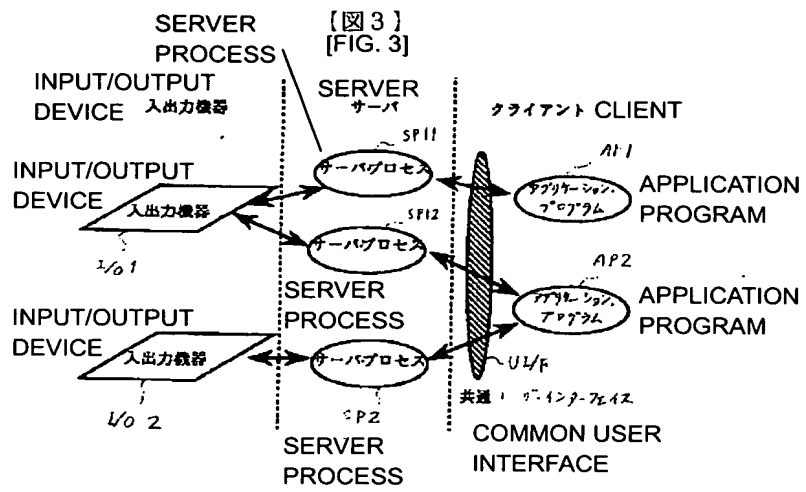 SERVER
PROCESS
【図3】
[FIG. 3]
INPUT/OUTPUT
DEVICE 入出力機器
SERVER
サーバ
クライアント CLIENT
SP11
AP1
INPUT/OUTPUT
DEVICE
入出力機器
サーバプロセス
アプリケーション.
プログラム
APPLICATION
PROGRAM
I/O 1
SP12
サーバプロセス
AP2
SERVER
PROCESS
アプリケーション.
プログラム
APPLICATION
PROGRAM
INPUT/OUTPUT
DEVICE
入出力機器
サーバプロセス
UI/F
I/O 2
SP2
共通
インターフェイス
SERVER
PROCESS
COMMON USER
INTERFACE